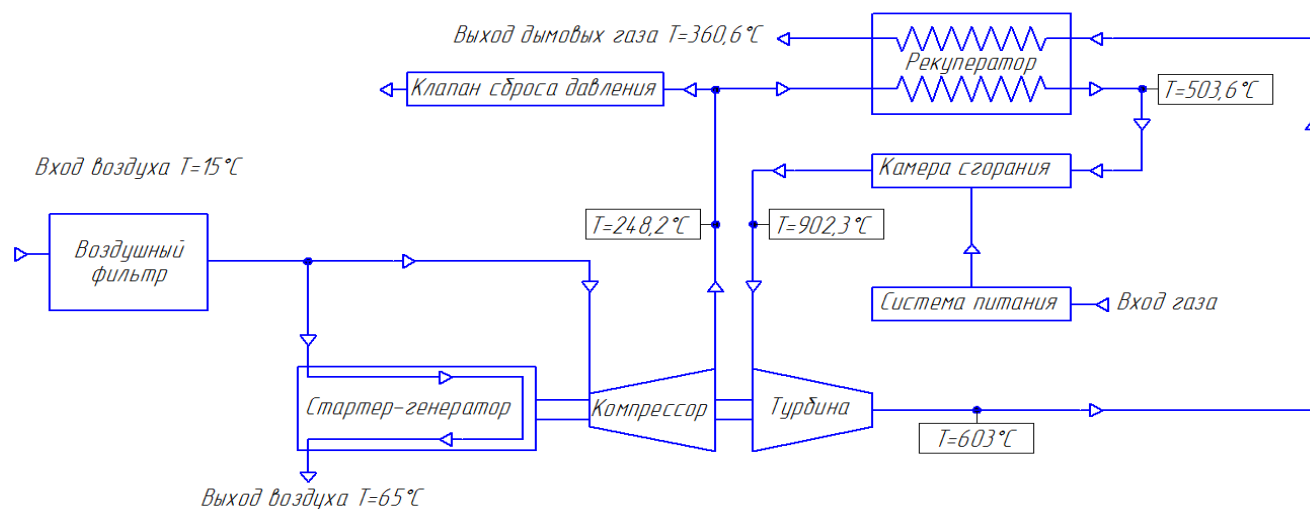 Выход дымовых газа T=360,6°C
Рекуператор
Клапан сброса давления
T=503,6°C
Вход воздуха T=15°C
Камера сгорания
T=248,2°C
T=902,3°C
Воздушный
фильтр
Система питания
Вход газа
Стартер-генератор
Компрессор
Турбина
T=603°C
Выход воздуха T=65°C